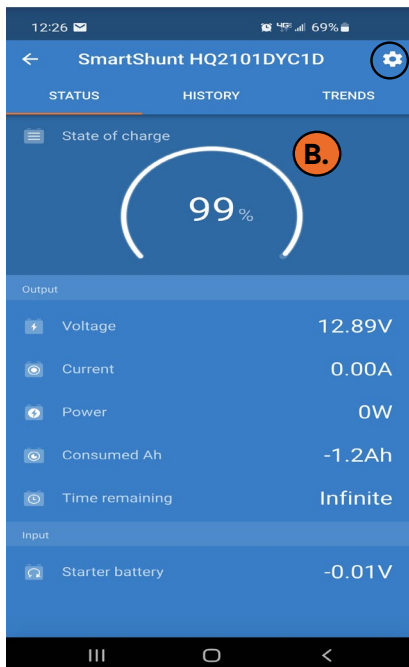 12:26 4G 69%
SmartShunt HQ2101DYC1D
STATUS HISTORY TRENDS
State of charge
B.
99%
Output
Voltage 12.89V
Current 0.00A
Power 0W
Consumed Ah -1.2Ah
Time remaining Infinite
Input
Starter battery -0.01V